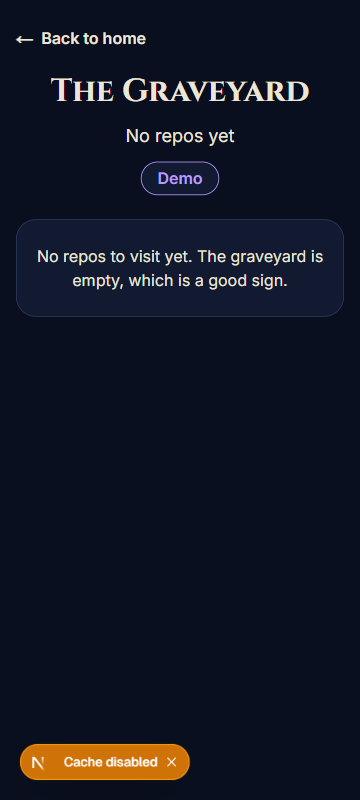 ← Back to home
The Graveyard
No repos yet
Demo
No repos to visit yet. The graveyard is
empty, which is a good sign.
N Cache disabled ×